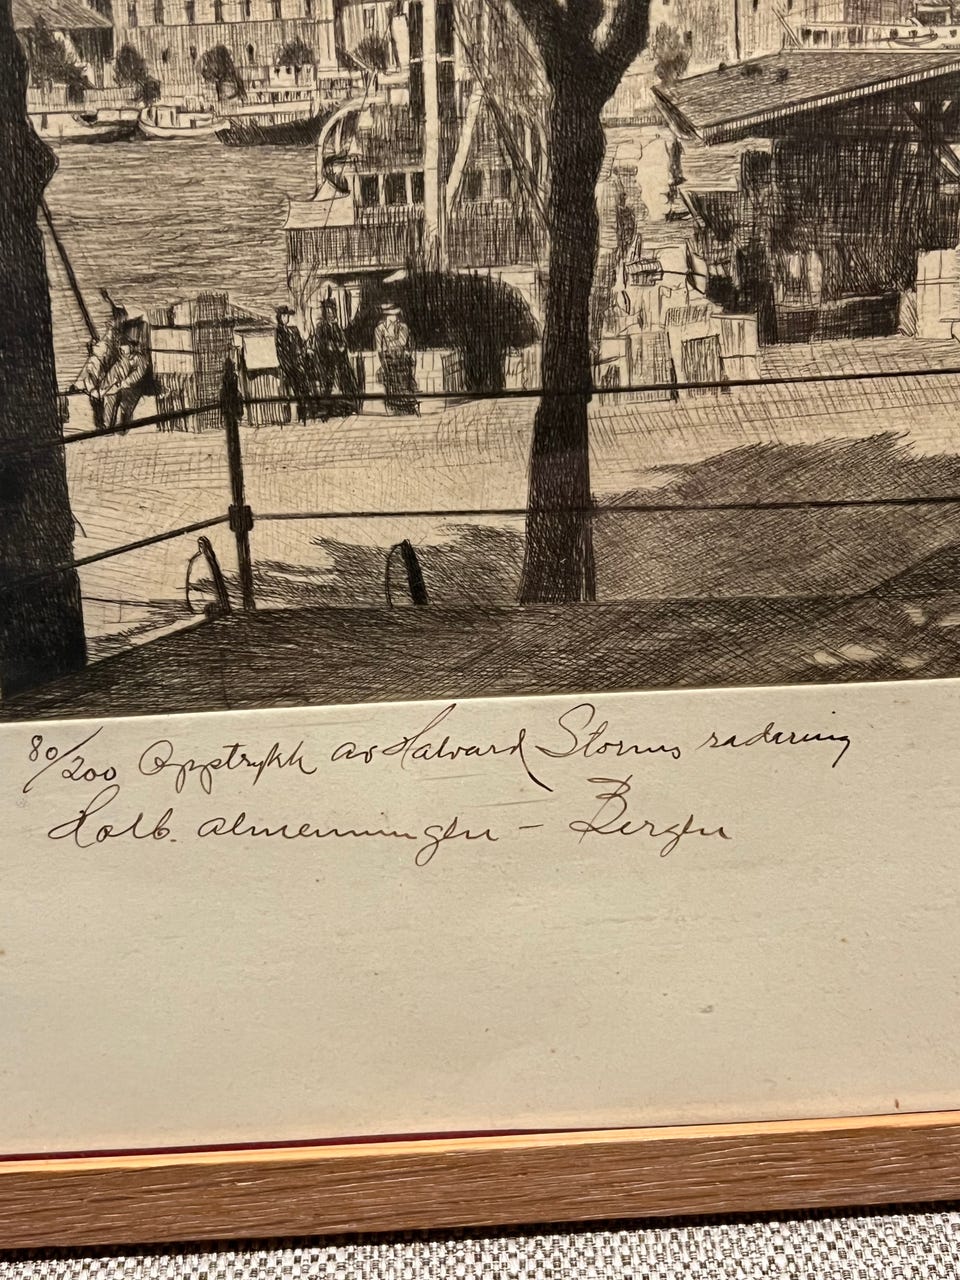 80/200 Opptrykk av Halvard Storms radering
Holb. almenningen - Bergen